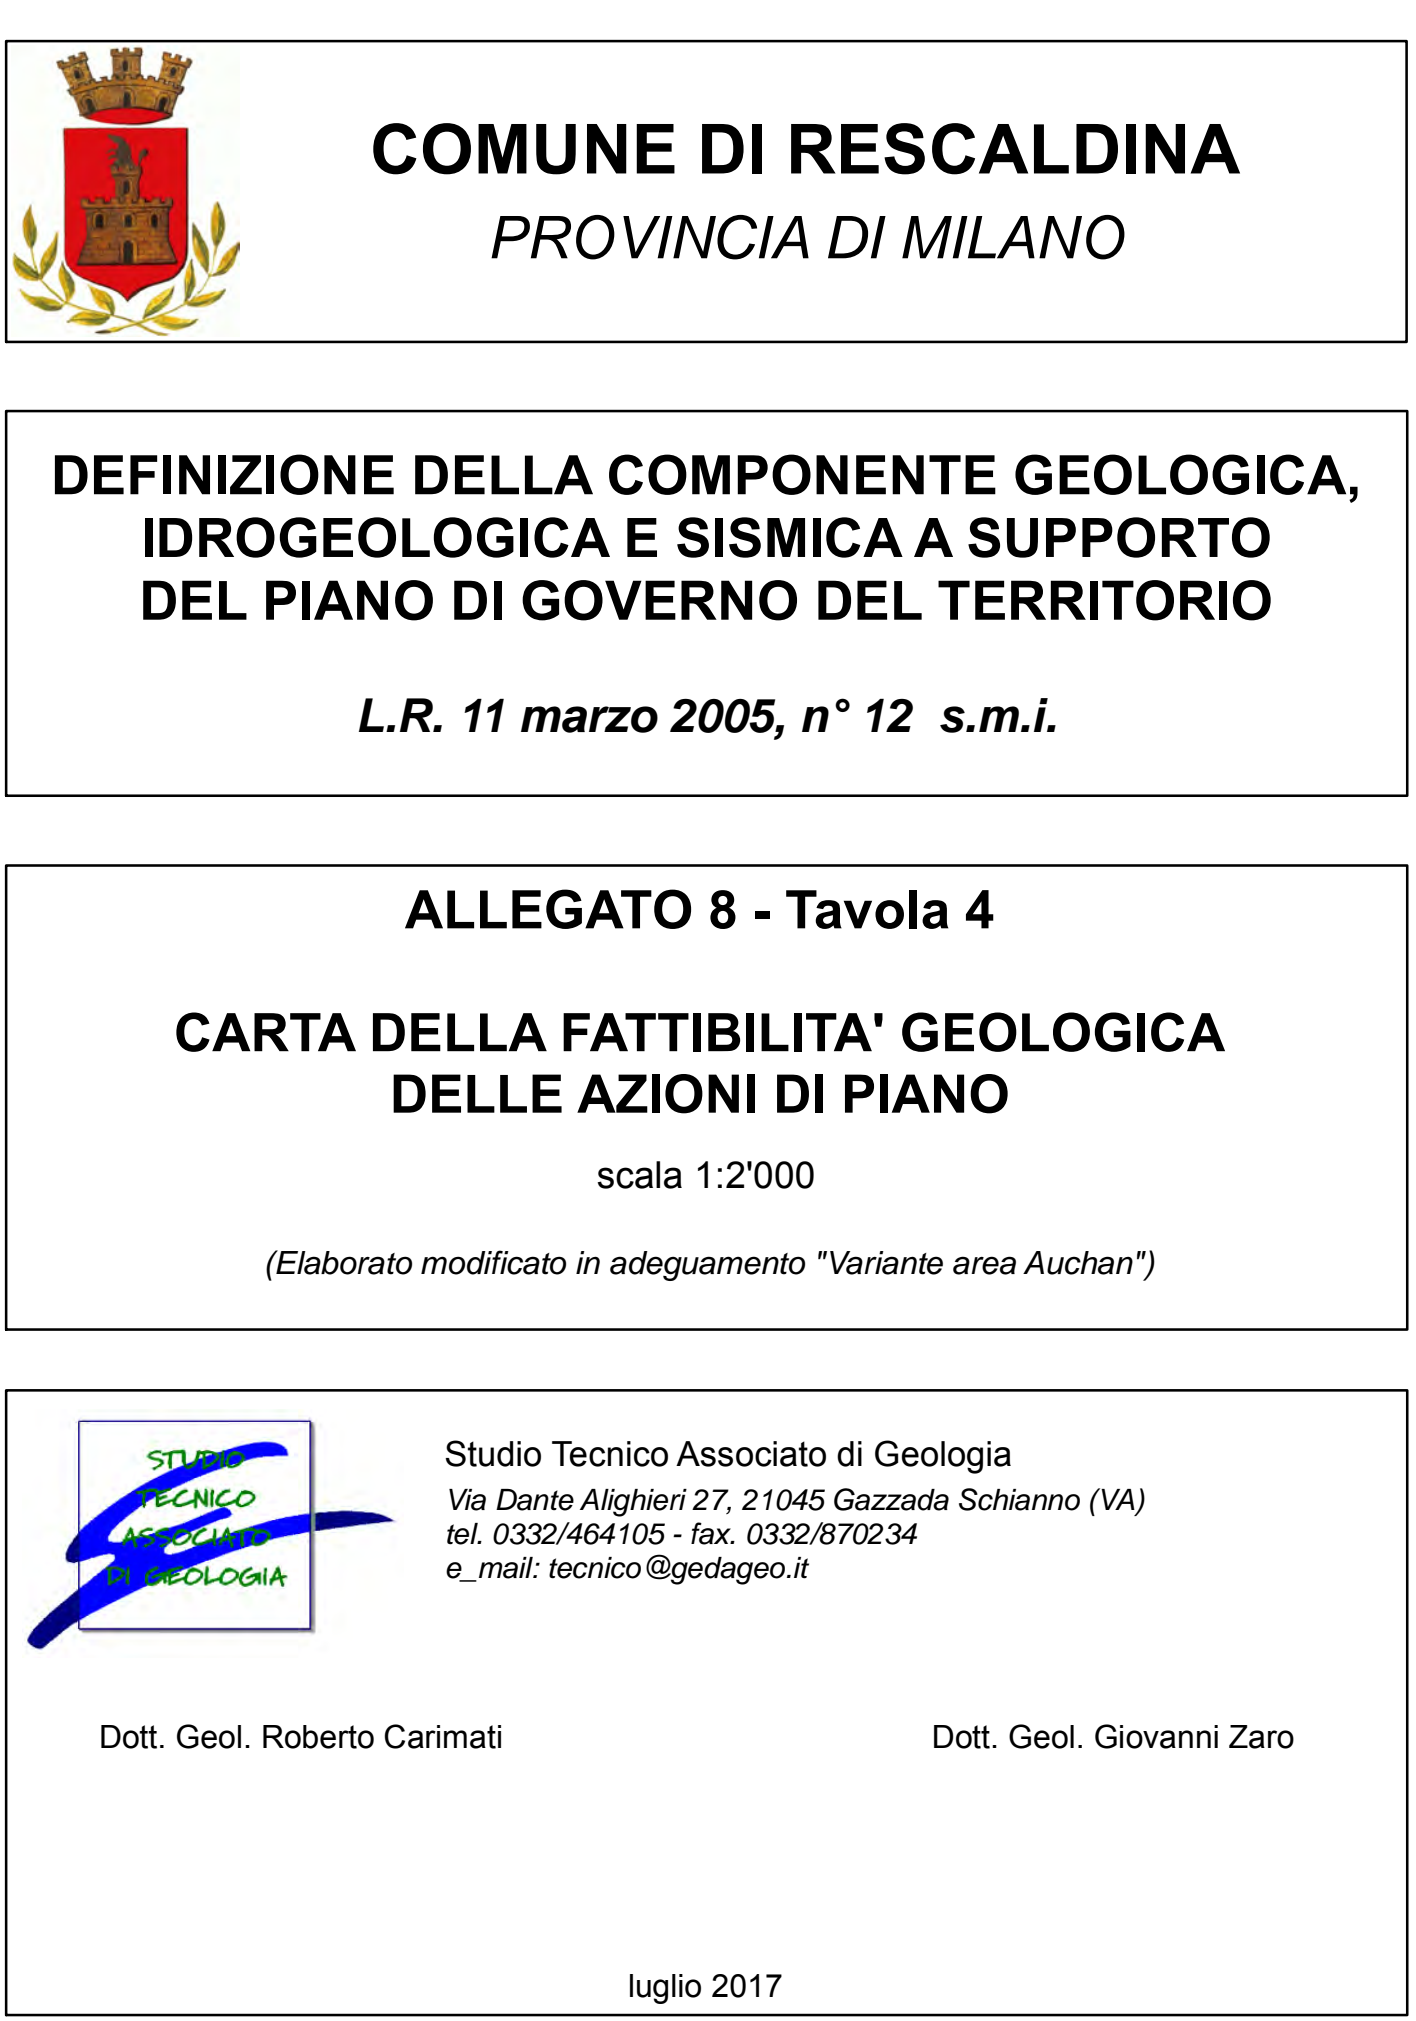 COMUNE DI RESCALDINA
PROVINCIA DI MILANO
DEFINIZIONE DELLA COMPONENTE GEOLOGICA,
IDROGEOLOGICA E SISMICA A SUPPORTO
DEL PIANO DI GOVERNO DEL TERRITORIO
L.R. 11 marzo 2005, n° 12  s.m.i.
ALLEGATO 8 - Tavola 4
CARTA DELLA FATTIBILITA' GEOLOGICA
DELLE AZIONI DI PIANO
scala 1:2'000
(Elaborato modificato in adeguamento "Variante area Auchan")
STUDIO
TECNICO
ASSOCIATO
DI GEOLOGIA
Studio Tecnico Associato di Geologia
Via Dante Alighieri 27, 21045 Gazzada Schianno (VA)
tel. 0332/464105 - fax. 0332/870234
e_mail: tecnico@gedageo.it
Dott. Geol. Roberto Carimati
Dott. Geol. Giovanni Zaro
luglio 2017